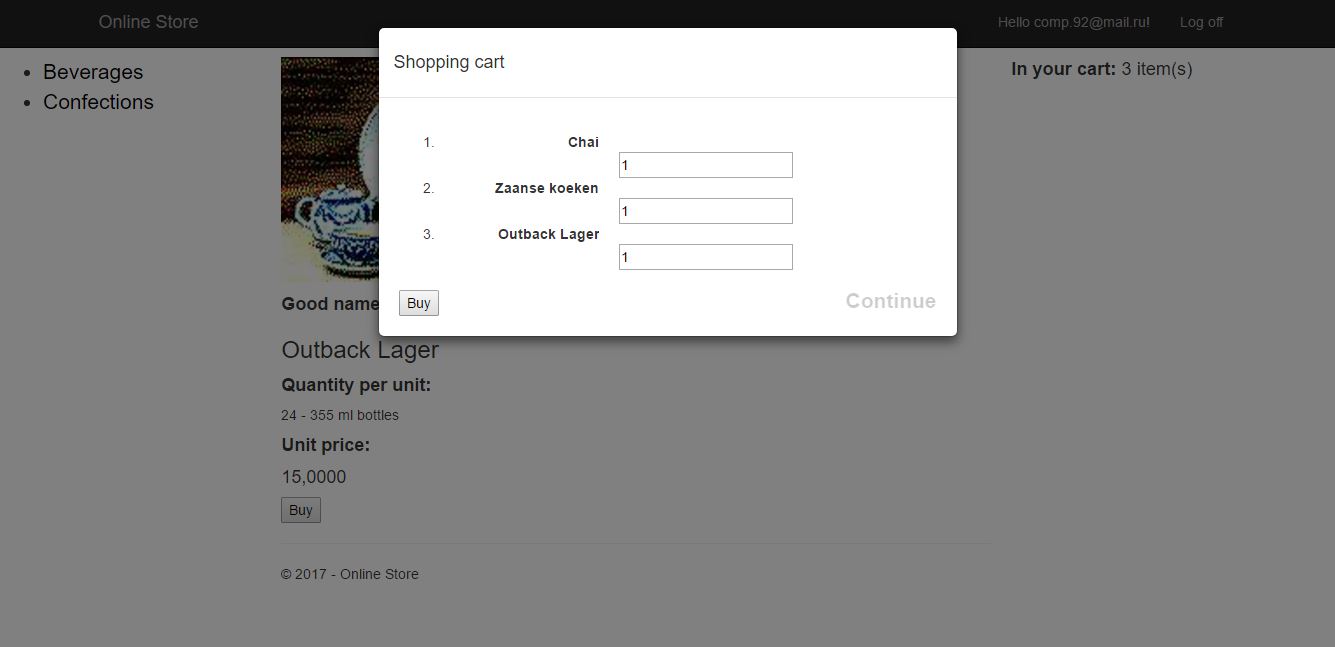 Online Store
Hello comp.92@mail.ru!
Log off
Beverages
Confections
In your cart: 3 item(s)
Shopping cart
1. Chai
1
2. Zaanse koeken
1
3. Outback Lager
1
Buy
Continue
Good name
Outback Lager
Quantity per unit:
24 - 355 ml bottles
Unit price:
15,0000
Buy
© 2017 - Online Store